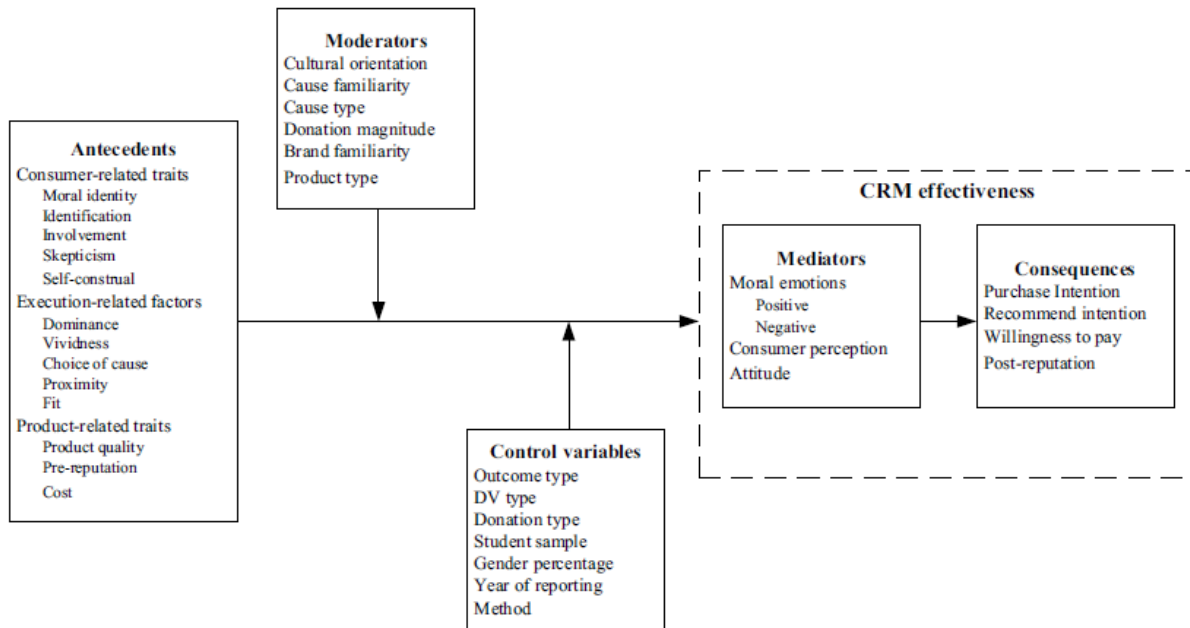 Moderators
Cultural orientation
Cause familiarity
Cause type
Donation magnitude
Brand familiarity
Product type
Antecedents
Consumer-related traits
Moral identity
Identification
Involvement
Skepticism
Self-construal
Execution-related factors
Dominance
Vividness
Choice of cause
Proximity
Fit
Product-related traits
Product quality
Pre-reputation
Cost
CRM effectiveness
Mediators
Moral emotions
Positive
Negative
Consumer perception
Attitude
Consequences
Purchase Intention
Recommend intention
Willingness to pay
Post-reputation
Control variables
Outcome type
DV type
Donation type
Student sample
Gender percentage
Year of reporting
Method